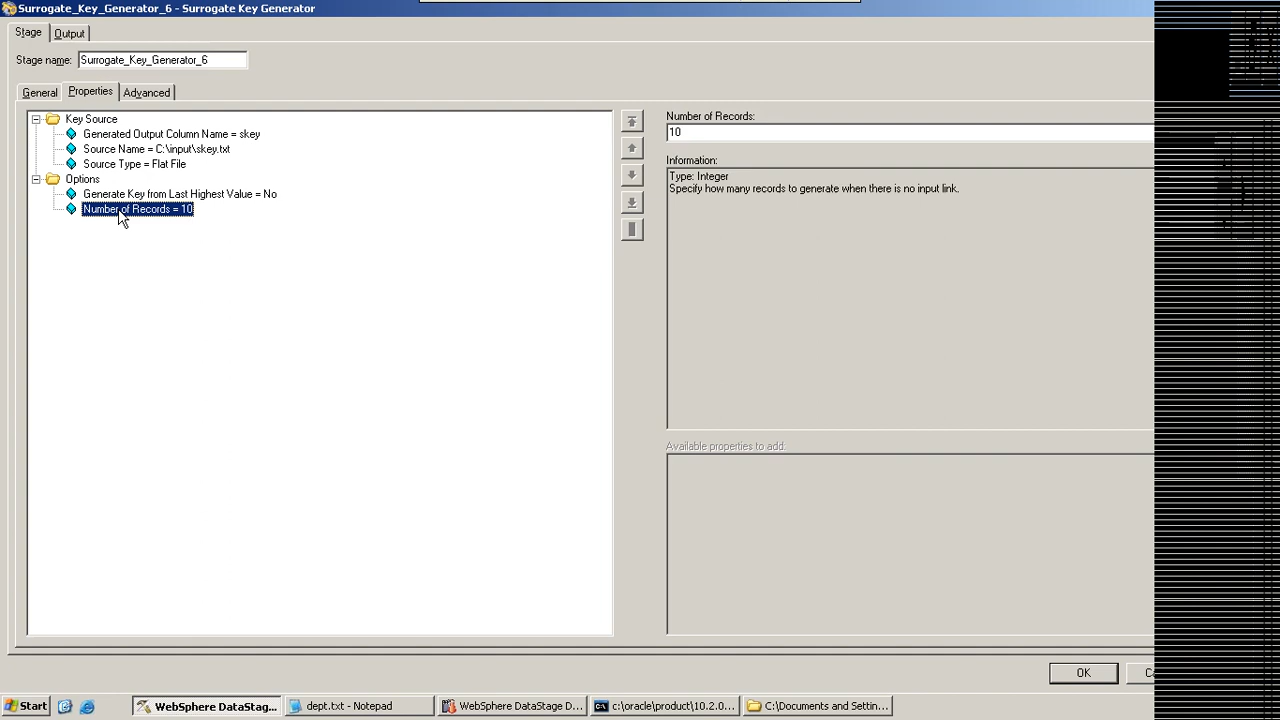 Surrogate_Key_Generator_6 - Surrogate Key Generator
Stage
Output
Stage name:
Surrogate_Key_Generator_6
General
Properties
Advanced
Key Source
Generated Output Column Name = skey
Source Name = C:\input\skey.txt
Source Type = Flat File
Options
Generate Key from Last Highest Value = No
Number of Records = 10
Number of Records:
10
Information:
Type: Integer
Specify how many records to generate when there is no input link.
Available properties to add:
OK
Start
WebSphere DataStag...
dept.txt - Notepad
WebSphere DataStage D...
c:\oracle\product\10.2.0...
C:\Documents and Settin...